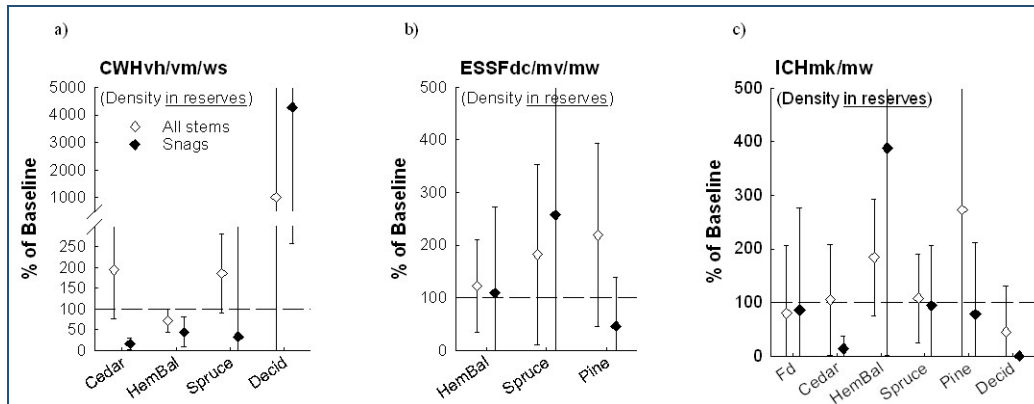 a)
CWHvh/vm/ws
(Density in reserves)
All stems
Snags
% of Baseline
5000
4000
3000
2000
1000
250
200
150
100
50
0
Cedar
HemBal
Spruce
Decid
b)
ESSFdc/mv/mw
(Density in reserves)
% of Baseline
500
400
300
200
100
0
HemBal
Spruce
Pine
c)
ICHmk/mw
(Density in reserves)
% of Baseline
500
400
300
200
100
0
Fd
Cedar
HemBal
Spruce
Pine
Decid